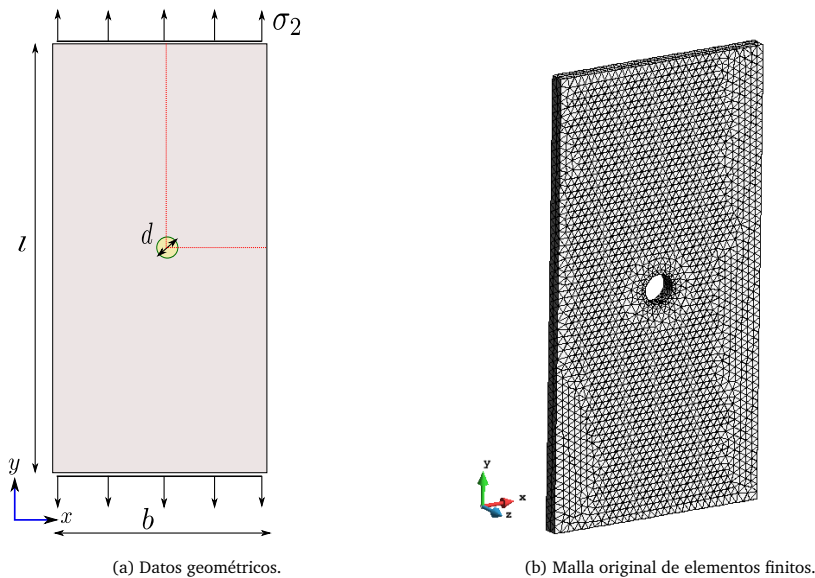 σ₂
d
l
y
x
b
y
x
z
(a) Datos geométricos.
(b) Malla original de elementos finitos.